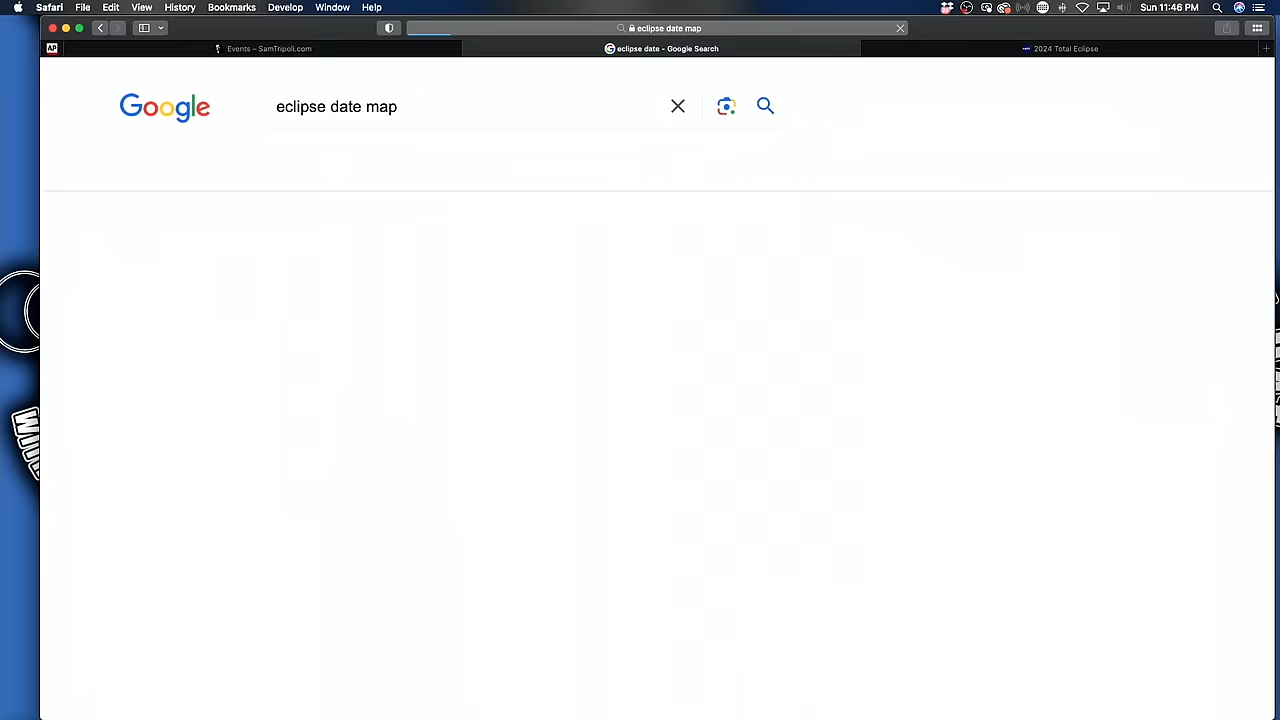 Safari File Edit View History Bookmarks Develop Window Help Sun 11:46 PM
eclipse date map
AP Events – SamTripoli.com eclipse date - Google Search 2024 Total Eclipse
Google eclipse date map